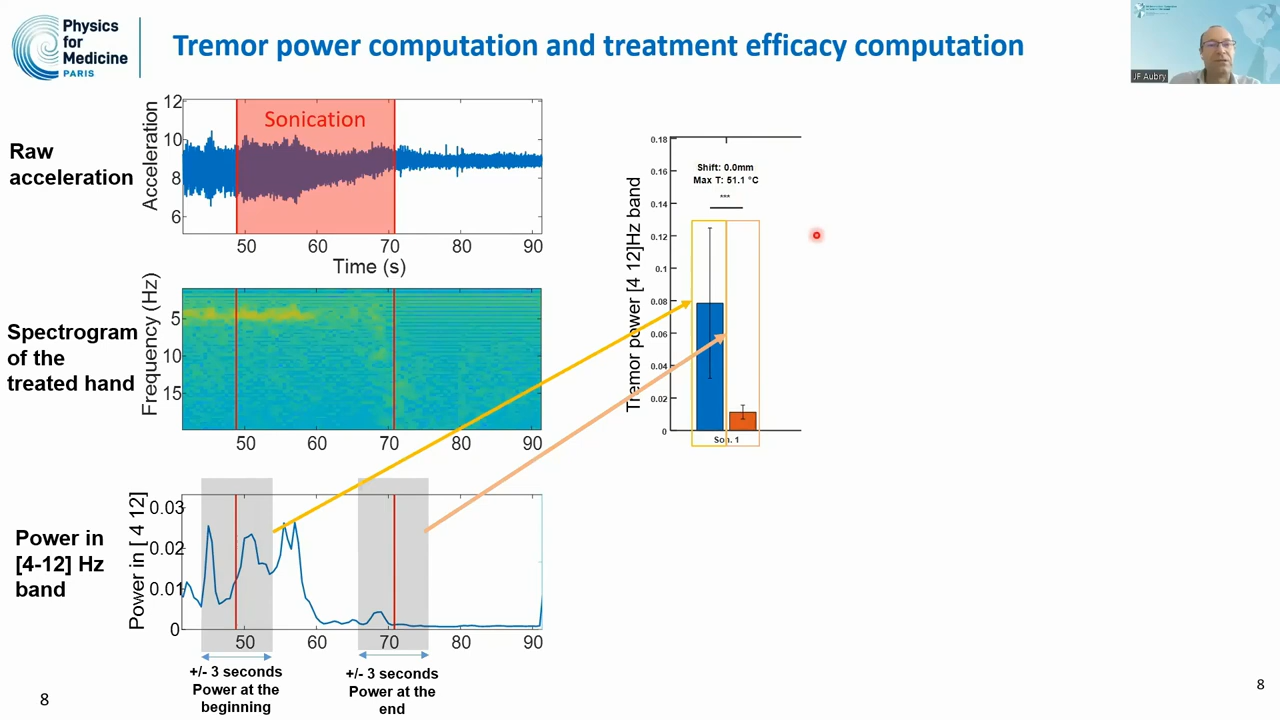 Physics
for
Medicine
PARIS
Tremor power computation and treatment efficacy computation
JF Aubry
Raw
acceleration
Acceleration
12
10
8
6
Sonication
50
60
70
80
90
Time (s)
Spectrogram
of the
treated hand
Frequency (Hz)
5
10
15
50
60
70
80
90
Power in
[4-12] Hz
band
Power in [ 4 12]
0.03
0.02
0.01
0
50
60
70
80
90
+/- 3 seconds
Power at the
beginning
+/- 3 seconds
Power at the
end
Tremor power [4 12]Hz band
0.18
0.16
0.14
0.12
0.1
0.08
0.06
0.04
0.02
0
Shift: 0.0mm
Max T: 51.1 °C
***
Son. 1
8
8